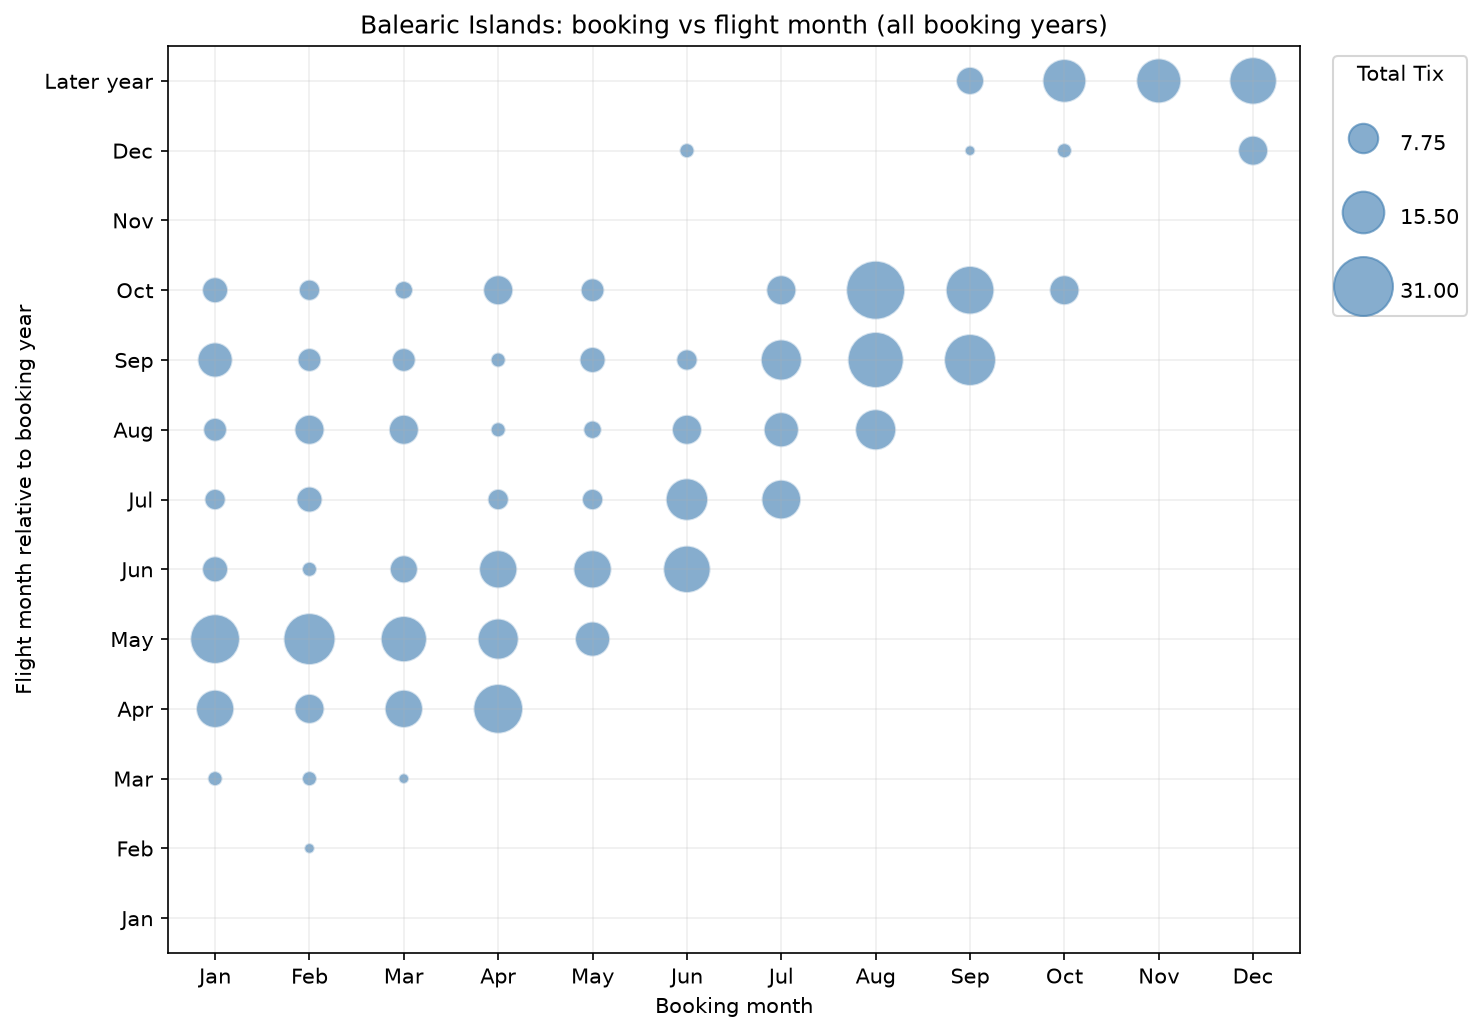 Balearic Islands: booking vs flight month (all booking years)
Total Tix
7.75
15.50
31.00
Flight month relative to booking year
Later year
Dec
Nov
Oct
Sep
Aug
Jul
Jun
May
Apr
Mar
Feb
Jan
Jan Feb Mar Apr May Jun Jul Aug Sep Oct Nov Dec
Booking month